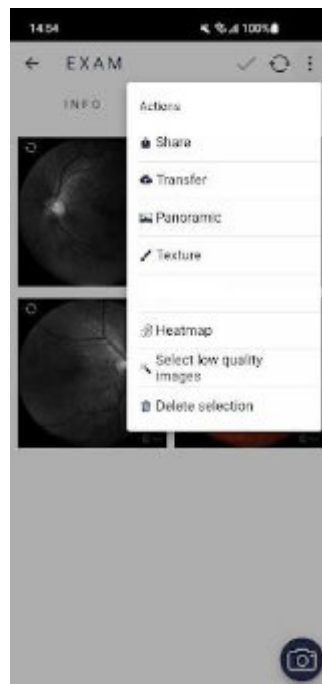 14:54
100%
EXAM
INFO
Actions
Share
Transfer
Panoramic
Texture
Heatmap
Select low quality
images
Delete selection